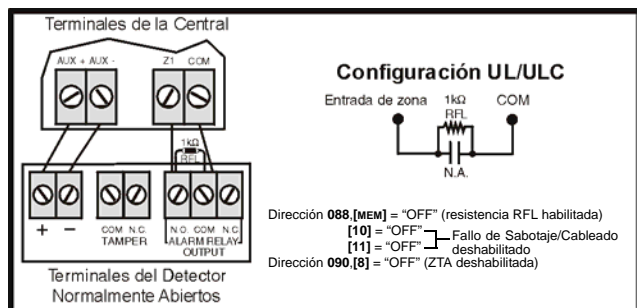 Terminales de la Central
AUX + AUX - Z1 COM
1kΩ
RFL
+ -
COM N.C.
TAMPER
N.O. COM N.C.
ALARM RELAY
OUTPUT
Terminales del Detector
Normalmente Abiertos
Configuración UL/ULC
Entrada de zona 1kΩ COM
RFL
N.A.
Dirección 088,[MEM] = “OFF” (resistencia RFL habilitada)
[10] = “OFF” Fallo de Sabotaje/Cableado
[11] = “OFF” deshabilitado
Dirección 090,[8] = “OFF” (ZTA deshabilitada)